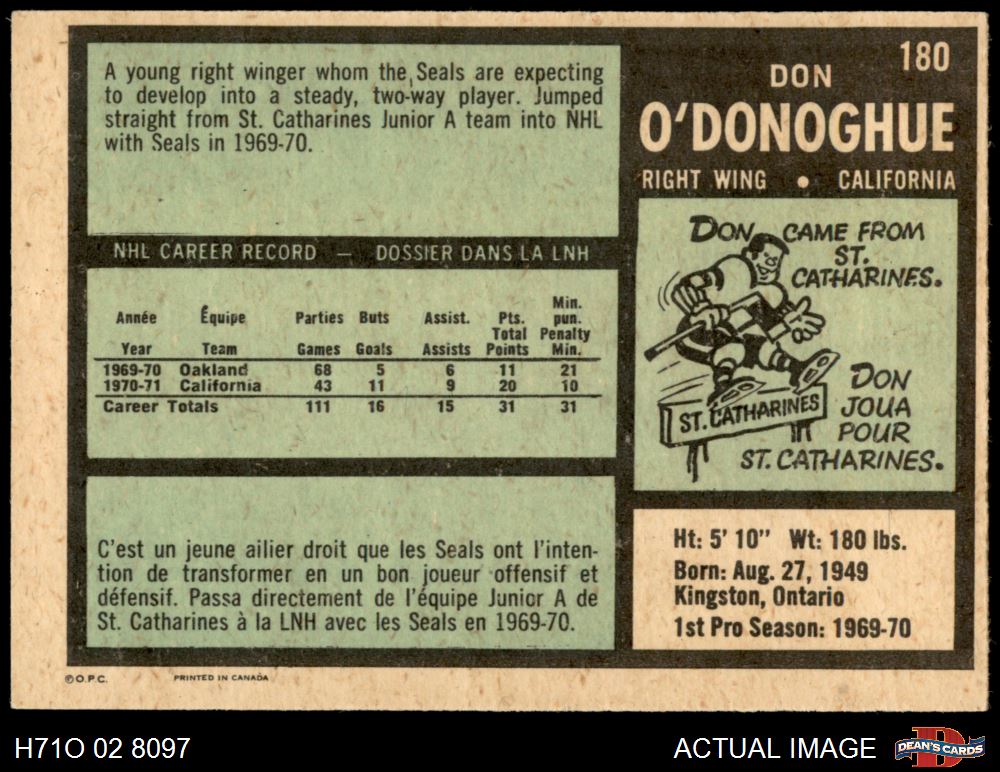 180
DON
O'DONOGHUE
RIGHT WING • CALIFORNIA
A young right winger whom the Seals are expecting
to develop into a steady, two-way player. Jumped
straight from St. Catharines Junior A team into NHL
with Seals in 1969-70.
NHL CAREER RECORD — DOSSIER DANS LA LNH
Année Équipe Parties Buts Assist. Pts. Min. pun.
Year Team Games Goals Assists Total Points Penalty Min.
1969-70 Oakland 68 5 6 11 21
1970-71 California 43 11 9 20 10
Career Totals 111 16 15 31 31
C'est un jeune ailier droit que les Seals ont l'inten-
tion de transformer en un bon joueur offensif et
défensif. Passa directement de l'équipe Junior A de
St. Catharines à la LNH avec les Seals en 1969-70.
DON CAME FROM
ST.
CATHARINES.
ST. CATHARINES
DON
JOUA
POUR
ST. CATHARINES.
Ht: 5' 10" Wt: 180 lbs.
Born: Aug. 27, 1949
Kingston, Ontario
1st Pro Season: 1969-70
©O.P.C. PRINTED IN CANADA
H71O 02 8097
ACTUAL IMAGE
DEAN'S CARDS